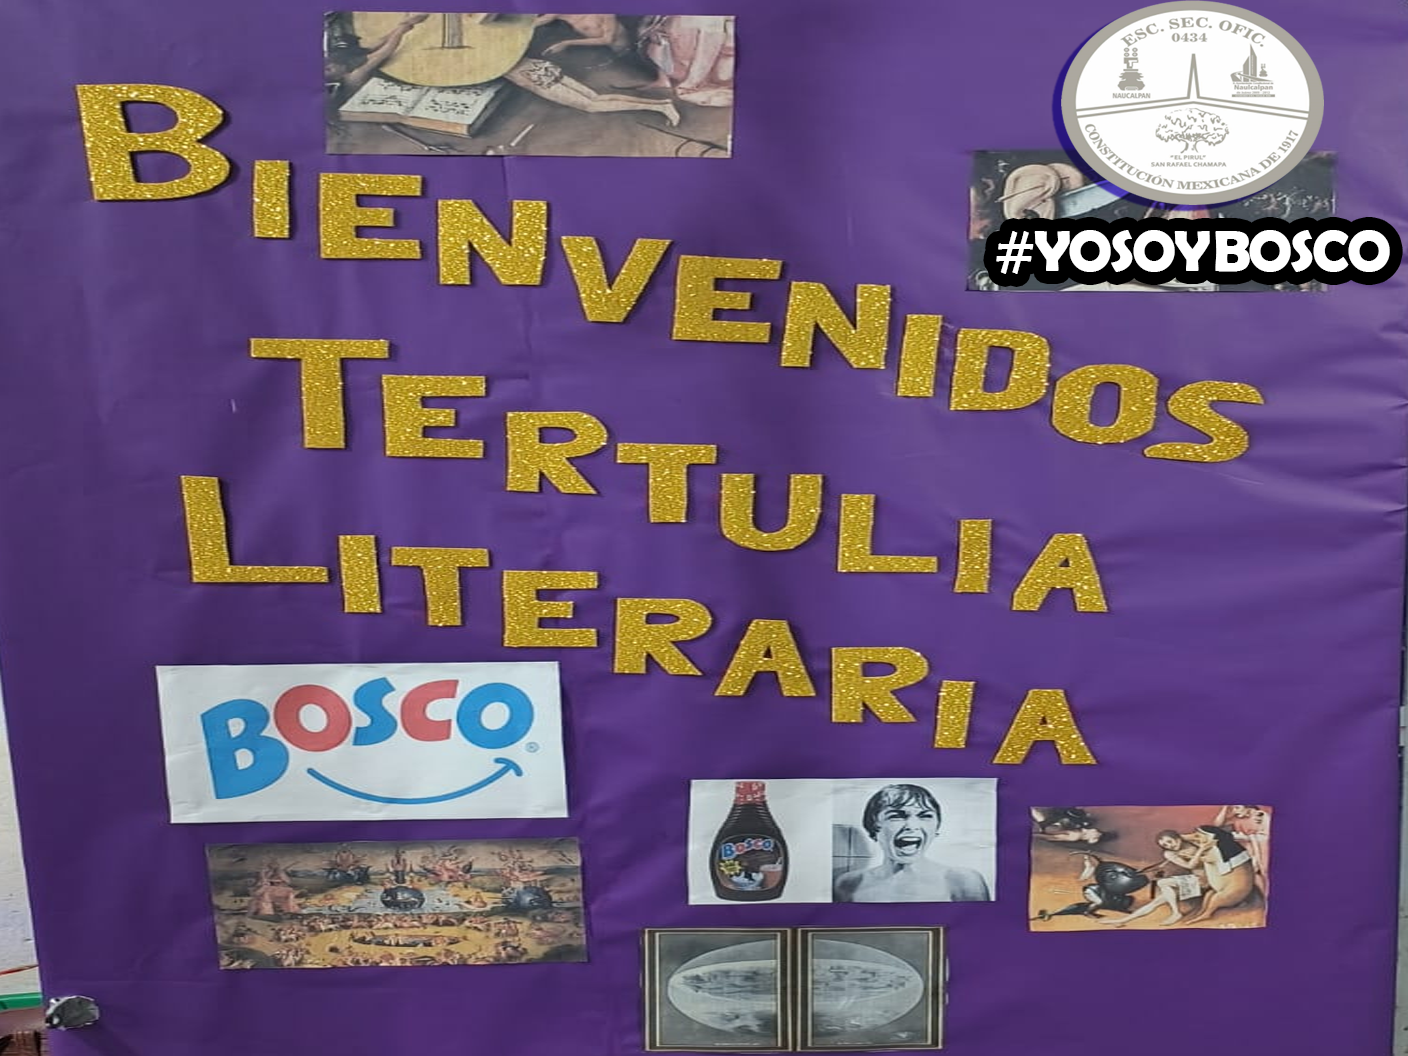 ESC. SEC. OFIC.
0434
NAUCALPAN
Naucalpan
"EL PIRUL"
SAN RAFAEL CHAMAPA
CONSTITUCIÓN MEXICANA DE 1917
#YOSOYBOSCO
BIENVENIDOS
TERTULIA
LITERARIA
BOSCO®
BOSCO!